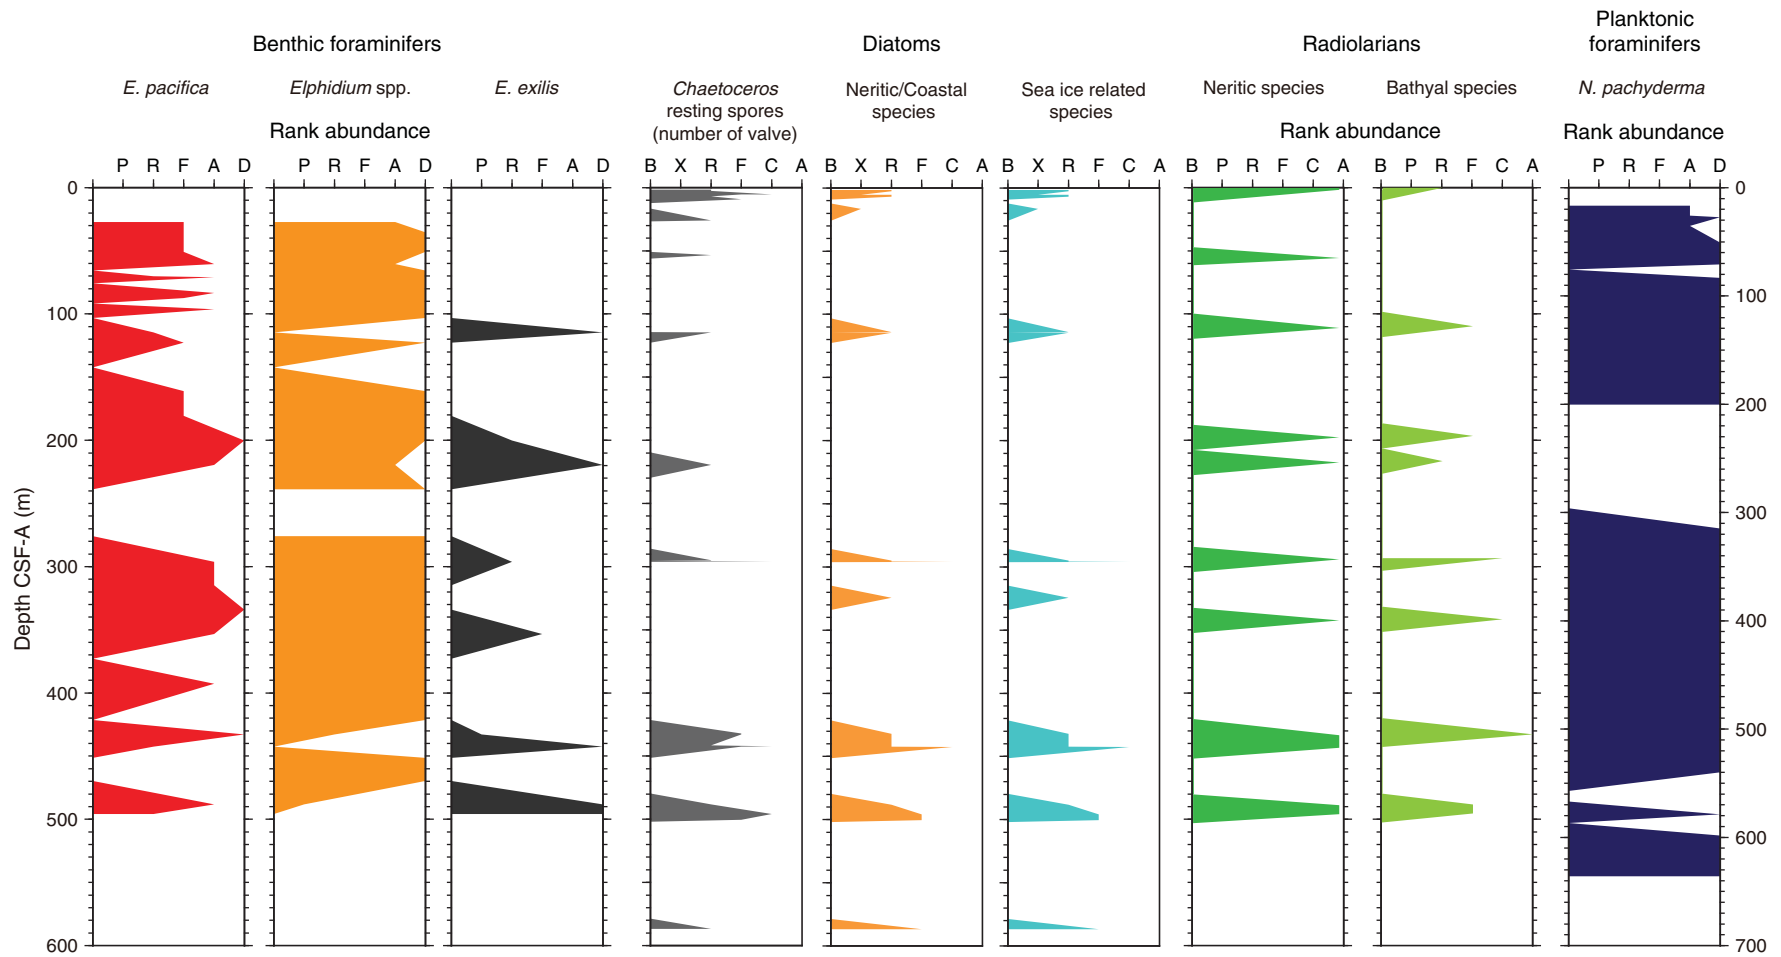 Benthic foraminifers
Diatoms
Radiolarians
Planktonic
foraminifers
E. pacifica
Elphidium spp.
E. exilis
Chaetoceros
resting spores
(number of valve)
Neritic/Coastal
species
Sea ice related
species
Neritic species
Bathyal species
N. pachyderma
Rank abundance
Rank abundance
Rank abundance
P R F A D
P R F A D
P R F A D
B X R F C A
B X R F C A
B X R F C A
B P R F C A
B P R F C A
P R F A D
0
100
200
300
400
500
600
Depth CSF-A (m)
0
100
200
300
400
500
600
700